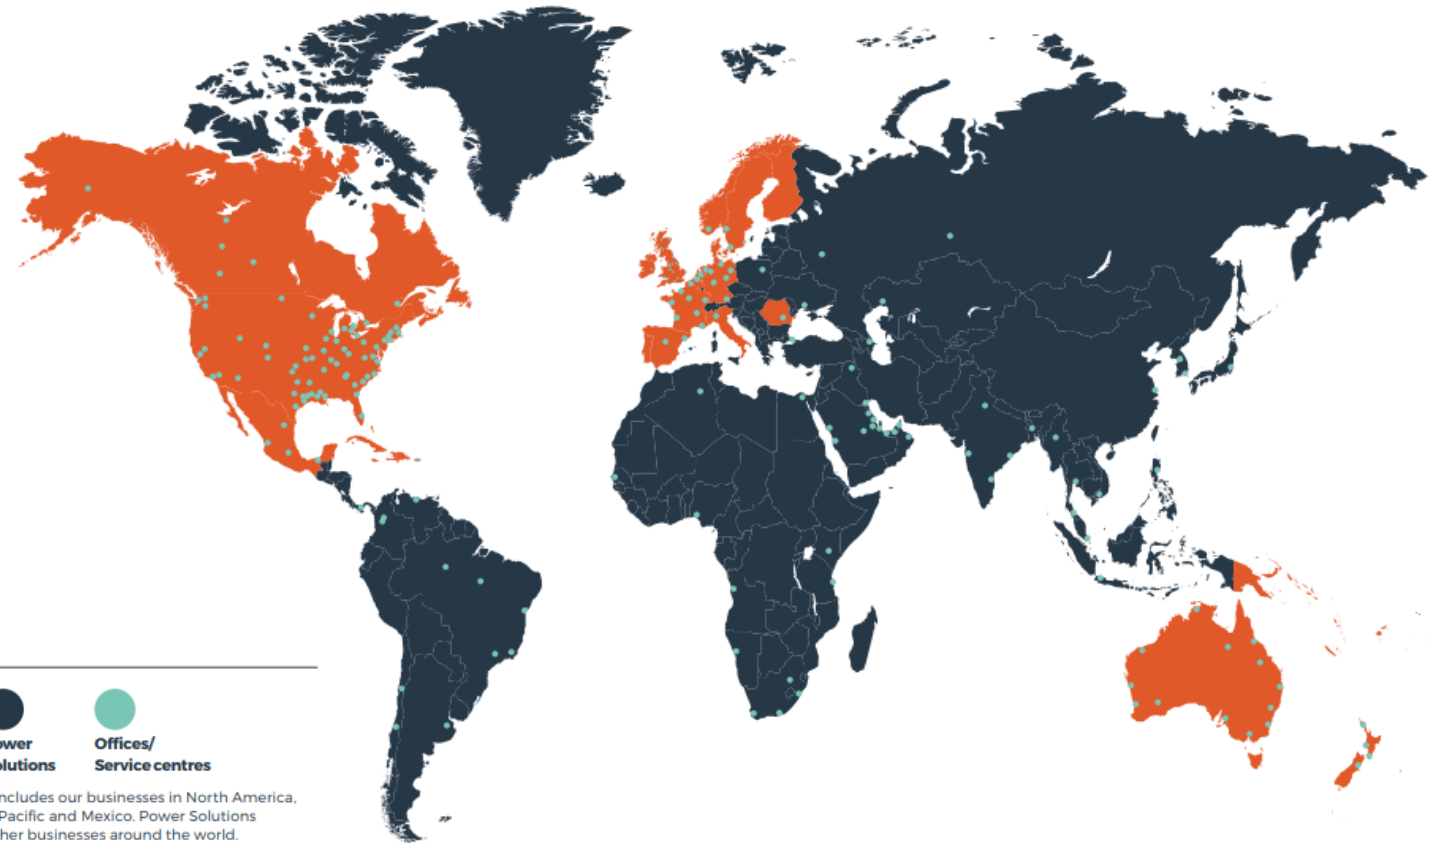 ower
olutions
Offices/
Service centres
ncludes our businesses in North America,
Pacific and Mexico. Power Solutions
her businesses around the world.